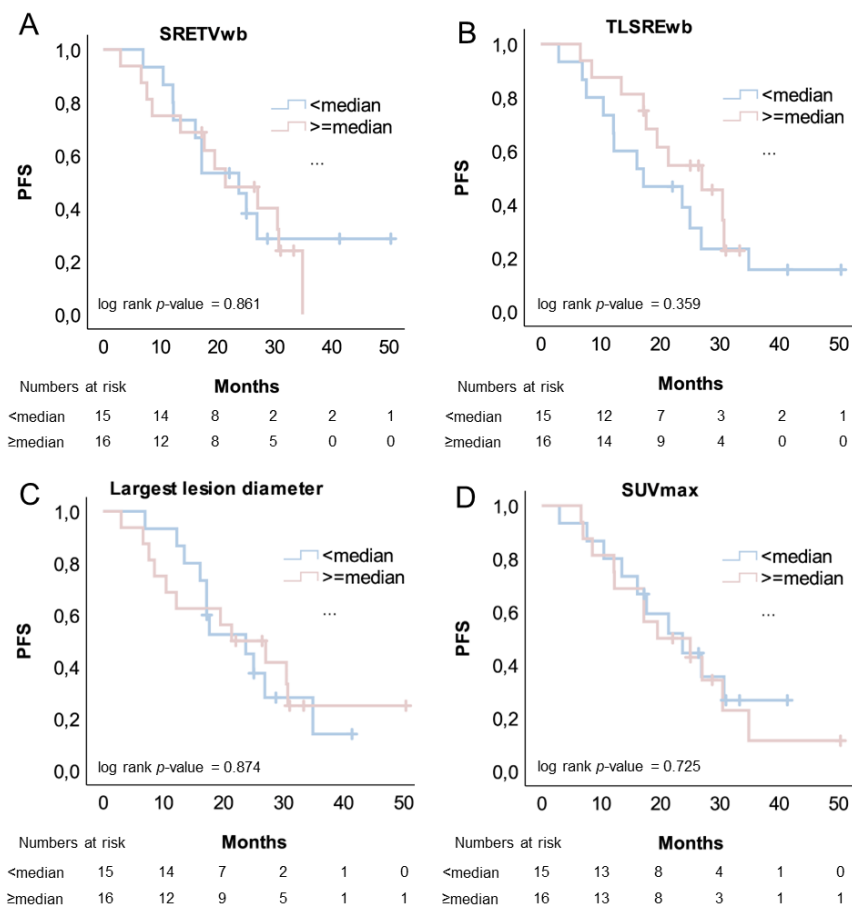 A
SRETVwb
1,0
0,8
0,6
0,4
0,2
0,0
PFS
<median
>=median
...
log rank p-value = 0.861
0 10 20 30 40 50
Numbers at risk Months
<median 15 14 8 2 2 1
≥median 16 12 8 5 0 0
B
TLSREwb
1,0
0,8
0,6
0,4
0,2
0,0
PFS
<median
>=median
...
log rank p-value = 0.359
0 10 20 30 40 50
Numbers at risk Months
<median 15 12 7 3 2 1
≥median 16 14 9 4 0 0
C
Largest lesion diameter
1,0
0,8
0,6
0,4
0,2
0,0
PFS
<median
>=median
...
log rank p-value = 0.874
0 10 20 30 40 50
Numbers at risk Months
<median 15 14 7 2 1 0
≥median 16 12 9 5 1 1
D
SUVmax
1,0
0,8
0,6
0,4
0,2
0,0
PFS
<median
>=median
...
log rank p-value = 0.725
0 10 20 30 40 50
Numbers at risk Months
<median 15 13 8 4 1 0
≥median 16 13 8 3 1 1